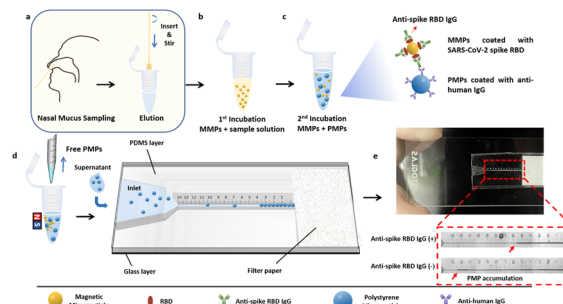 a
Insert
&
Stir
Nasal Mucus Sampling
Elution
b
1st Incubation
MMPs + sample solution
c
2nd Incubation
MMPs + PMPs
Anti-spike RBD IgG
MMPs coated with
SARS-CoV-2 spike RBD
PMPs coated with anti-
human IgG
d
Free PMPs
N S
Supernatant
PDMS layer
Inlet
Glass layer
Filter paper
e
Anti-spike RBD IgG (+)
Anti-spike RBD IgG (-)
PMP accumulation
Magnetic
RBD
Anti-spike RBD IgG
Polystyrene
Anti-human IgG